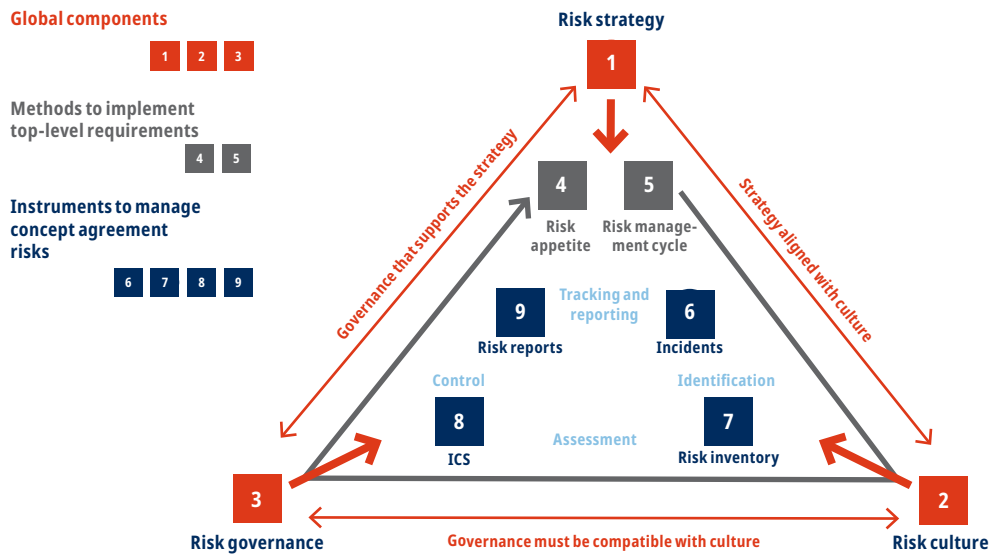 Global components
1 2 3
Methods to implement
top-level requirements
4 5
Instruments to manage
concept agreement
risks
6 7 8 9
Risk strategy
1
Governance that supports the strategy
Strategy aligned with culture
4
Risk
appetite
5
Risk manage-
ment cycle
Tracking and
reporting
9
Risk reports
6
Incidents
Control
Identification
8
ICS
Assessment
7
Risk inventory
3
Risk governance
Governance must be compatible with culture
2
Risk culture